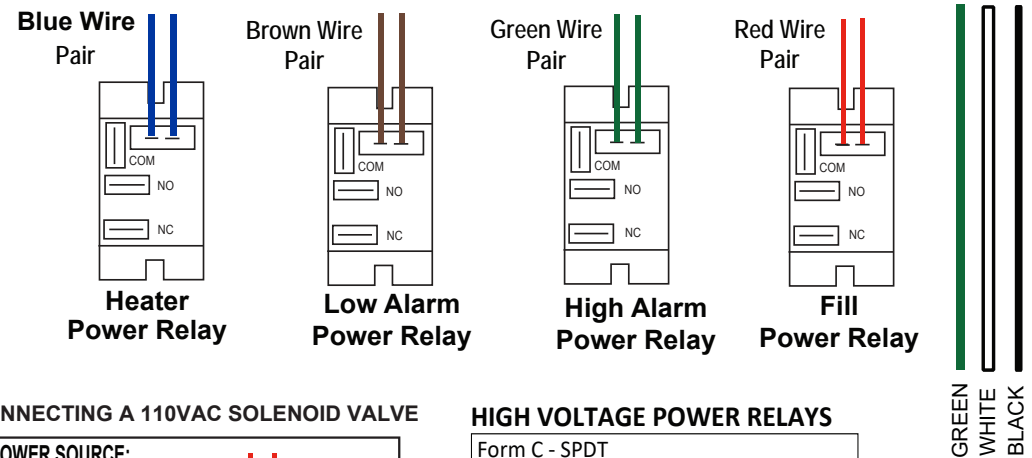 Blue Wire
Pair
COM
NO
NC
Heater
Power Relay
Brown Wire
Pair
COM
NO
NC
Low Alarm
Power Relay
Green Wire
Pair
COM
NO
NC
High Alarm
Power Relay
Red Wire
Pair
COM
NO
NC
Fill
Power Relay
GREEN
WHITE
BLACK
NNECTING A 110VAC SOLENOID VALVE
OWER SOURCE:
HIGH VOLTAGE POWER RELAYS
Form C - SPDT